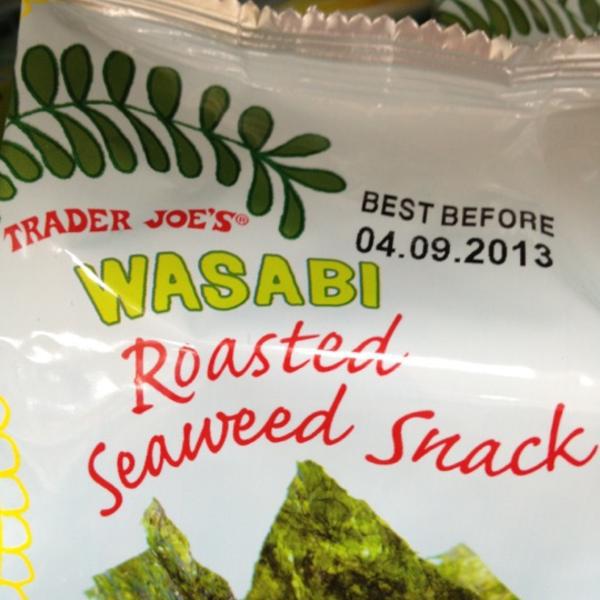 TRADER JOE'S®
BEST BEFORE
04.09.2013
WASABI
Roasted
Seaweed Snack